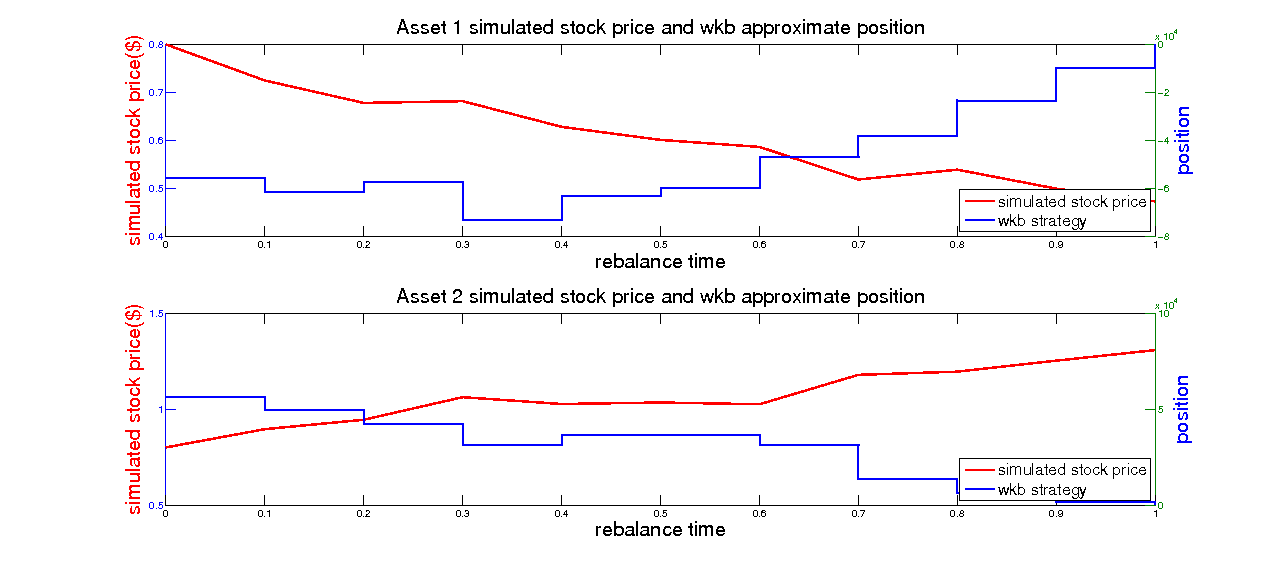 Asset 1 simulated stock price and wkb approximate position
x 10^4
simulated stock price($)
0.8
0.7
0.6
0.5
0.4
0
-2
-4
-6
-8
position
simulated stock price
wkb strategy
0 0.1 0.2 0.3 0.4 0.5 0.6 0.7 0.8 0.9 1
rebalance time
Asset 2 simulated stock price and wkb approximate position
x 10^4
simulated stock price($)
1.5
1
0.5
10
5
0
position
simulated stock price
wkb strategy
0 0.1 0.2 0.3 0.4 0.5 0.6 0.7 0.8 0.9 1
rebalance time